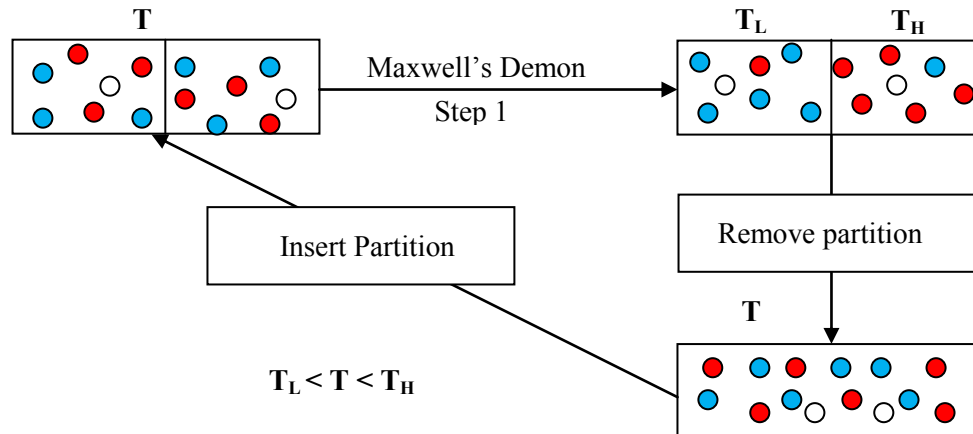 T
T_L
T_H
Maxwell's Demon
Step 1
Insert Partition
Remove partition
T
T_L < T < T_H